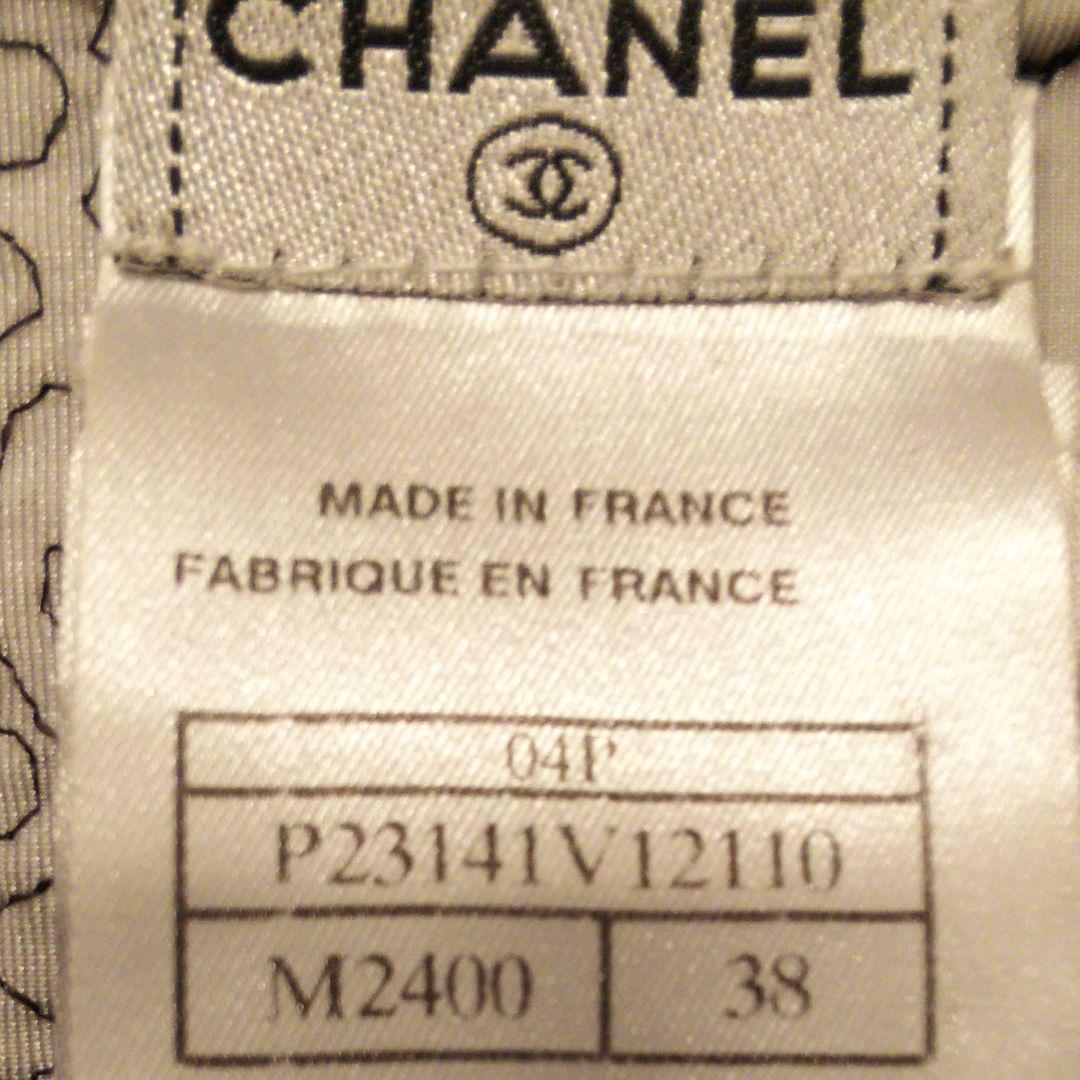 CHANEL
MADE IN FRANCE
FABRIQUE EN FRANCE
04P
P23141V12110
M2400 38